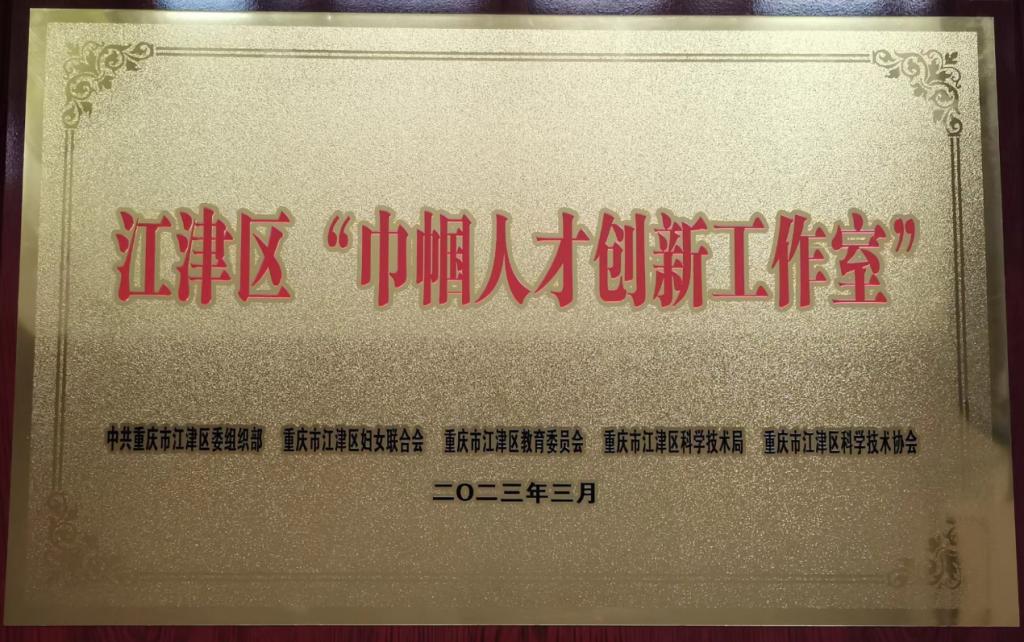 江津区“巾帼人才创新工作室”
中共重庆市江津区委组织部 重庆市江津区妇女联合会 重庆市江津区教育委员会 重庆市江津区科学技术局 重庆市江津区科学技术协会
二〇二三年三月